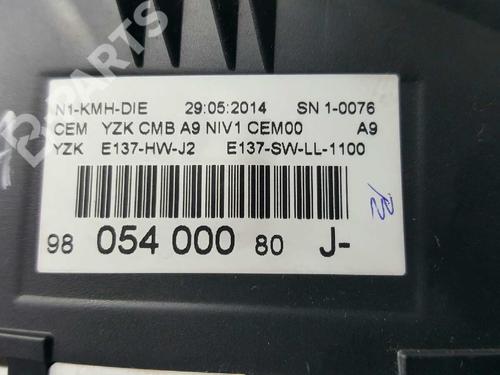 N1-KMH-DIE 29:05:2014 SN 1-0076
CEM YZK CMB A9 NIV1 CEM00 A9
YZK E137-HW-J2 E137-SW-LL-1100
98 054 000 80 J-
PARTS